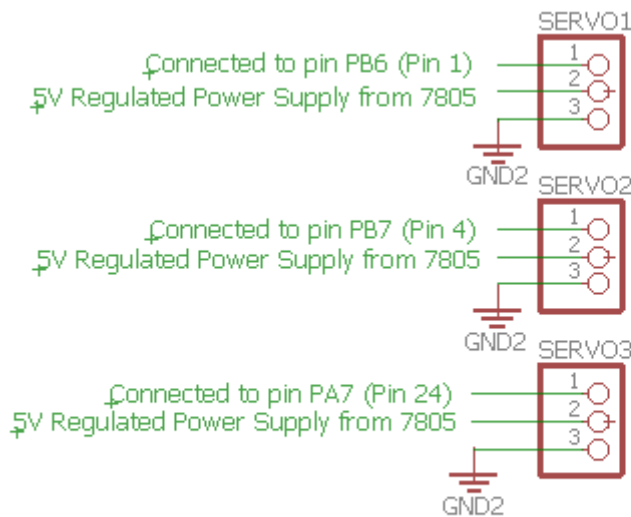 SERVO1
Connected to pin PB6 (Pin 1) 1
5V Regulated Power Supply from 7805 2
3
GND2
SERVO2
Connected to pin PB7 (Pin 4) 1
5V Regulated Power Supply from 7805 2
3
GND2
SERVO3
Connected to pin PA7 (Pin 24) 1
5V Regulated Power Supply from 7805 2
3
GND2